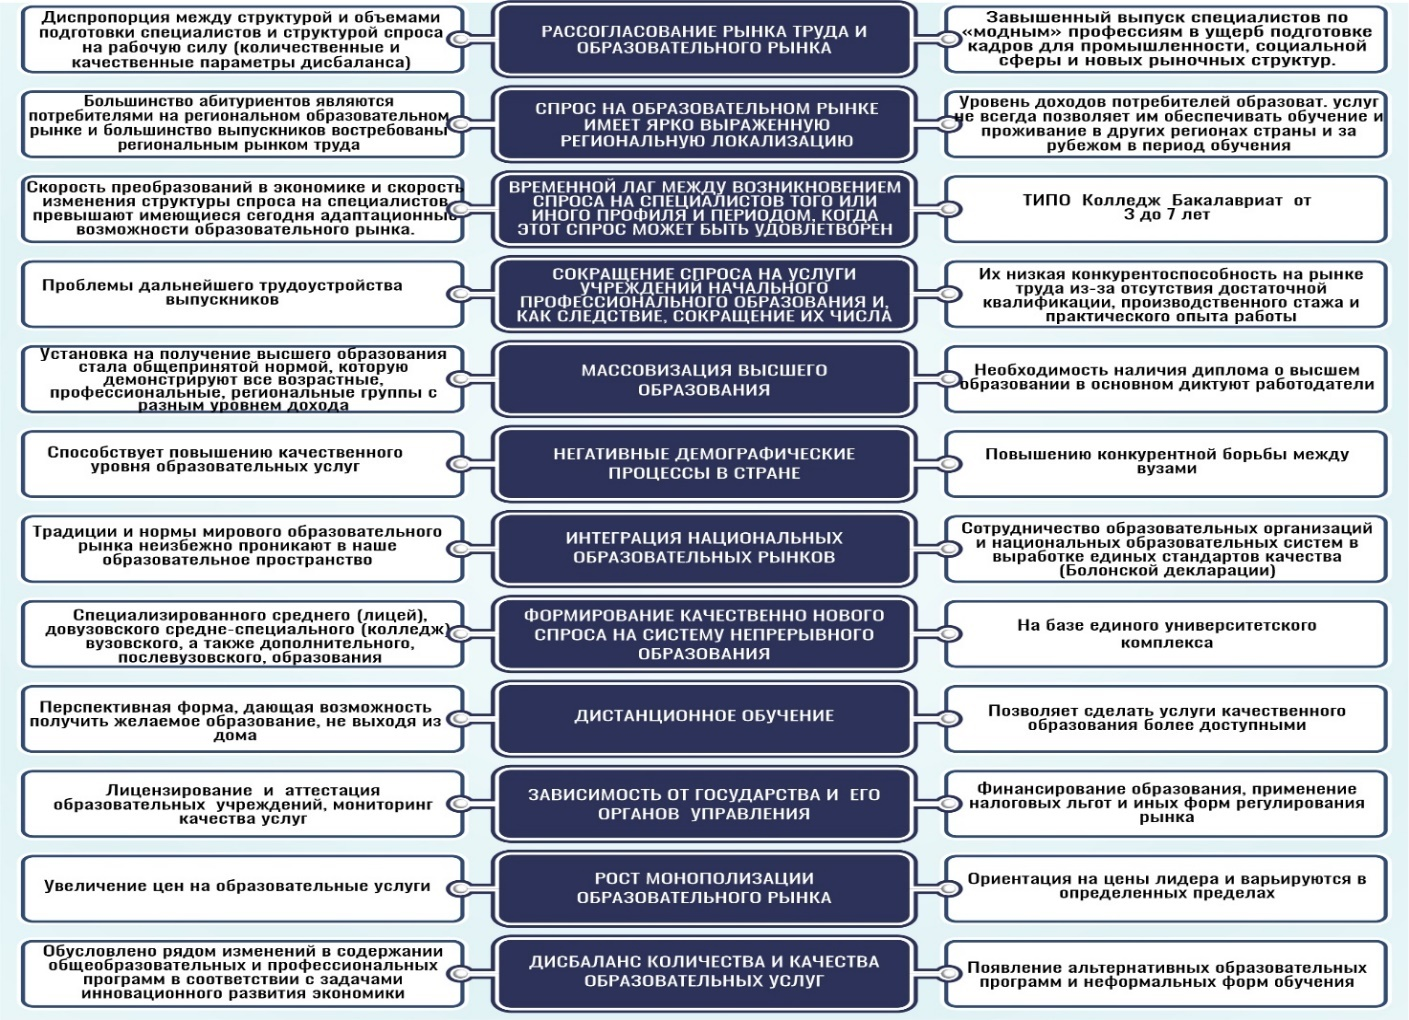 Диспропорция между структурой и объемами
подготовки специалистов и структурой спроса
на рабочую силу (количественные и
качественные параметры дисбаланса)
РАССОГЛАСОВАНИЕ РЫНКА ТРУДА И
ОБРАЗОВАТЕЛЬНОГО РЫНКА
Завышенный выпуск специалистов по
«модным» профессиям в ущерб подготовке
кадров для промышленности, социальной
сферы и новых рыночных структур.
Большинство абитуриентов являются
потребителями на региональном образовательном
рынке и большинство выпускников востребованы
региональным рынком труда
СПРОС НА ОБРАЗОВАТЕЛЬНОМ РЫНКЕ
ИМЕЕТ ЯРКО ВЫРАЖЕННУЮ
РЕГИОНАЛЬНУЮ ЛОКАЛИЗАЦИЮ
Уровень доходов потребителей образоват. услуг
не всегда позволяет им обеспечивать обучение и
проживание в других регионах страны и за
рубежом в период обучения
Скорость преобразований в экономике и скорость
изменения структуры спроса на специалистов
превышают имеющиеся сегодня адаптационные
возможности образовательного рынка.
ВРЕМЕННОЙ ЛАГ МЕЖДУ ВОЗНИКНОВЕНИЕМ
СПРОСА НА СПЕЦИАЛИСТОВ ТОГО ИЛИ
ИНОГО ПРОФИЛЯ И ПЕРИОДОМ, КОГДА
ЭТОТ СПРОС МОЖЕТ БЫТЬ УДОВЛЕТВОРЕН
ТИПО Колледж Бакалавриат от
3 до 7 лет
Проблемы дальнейшего трудоустройства
выпускников
СОКРАЩЕНИЕ СПРОСА НА УСЛУГИ
УЧРЕЖДЕНИЙ НАЧАЛЬНОГО
ПРОФЕССИОНАЛЬНОГО ОБРАЗОВАНИЯ И,
КАК СЛЕДСТВИЕ, СОКРАЩЕНИЕ ИХ ЧИСЛА
Их низкая конкурентоспособность на рынке
труда из-за отсутствия достаточной
квалификации, производственного стажа и
практического опыта работы
Установка на получение высшего образования
стала общепринятой нормой, которую
демонстрируют все возрастные,
профессиональные, региональные группы с
разным уровнем дохода
МАССОВИЗАЦИЯ ВЫСШЕГО
ОБРАЗОВАНИЯ
Необходимость наличия диплома о высшем
образовании в основном диктуют работодатели
Способствует повышению качественного
уровня образовательных услуг
НЕГАТИВНЫЕ ДЕМОГРАФИЧЕСКИЕ
ПРОЦЕССЫ В СТРАНЕ
Повышению конкурентной борьбы между
вузами
Традиции и нормы мирового образовательного
рынка неизбежно проникают в наше
образовательное пространство
ИНТЕГРАЦИЯ НАЦИОНАЛЬНЫХ
ОБРАЗОВАТЕЛЬНЫХ РЫНКОВ
Сотрудничество образовательных организаций
и национальных образовательных систем в
выработке единых стандартов качества
(Болонской декларации)
Специализированного среднего (лицей),
довузовского средне-специального (колледж)
вузовского, а также дополнительного,
послевузовского, образования
ФОРМИРОВАНИЕ КАЧЕСТВЕННО НОВОГО
СПРОСА НА СИСТЕМУ НЕПРЕРЫВНОГО
ОБРАЗОВАНИЯ
На базе единого университетского
комплекса
Перспективная форма, дающая возможность
получить желаемое образование, не выходя из
дома
ДИСТАНЦИОННОЕ ОБУЧЕНИЕ
Позволяет сделать услуги качественного
образования более доступными
Лицензирование и аттестация
образовательных учреждений, мониторинг
качества услуг
ЗАВИСИМОСТЬ ОТ ГОСУДАРСТВА И ЕГО
ОРГАНОВ УПРАВЛЕНИЯ
Финансирование образования, применение
налоговых льгот и иных форм регулирования
рынка
Увеличение цен на образовательные услуги
РОСТ МОНОПОЛИЗАЦИИ
ОБРАЗОВАТЕЛЬНОГО РЫНКА
Ориентация на цены лидера и варьируются в
определенных пределах
Обусловлено рядом изменений в содержании
общеобразовательных и профессиональных
программ в соответствии с задачами
инновационного развития экономики
ДИСБАЛАНС КОЛИЧЕСТВА И КАЧЕСТВА
ОБРАЗОВАТЕЛЬНЫХ УСЛУГ
Появление альтернативных образовательных
программ и неформальных форм обучения